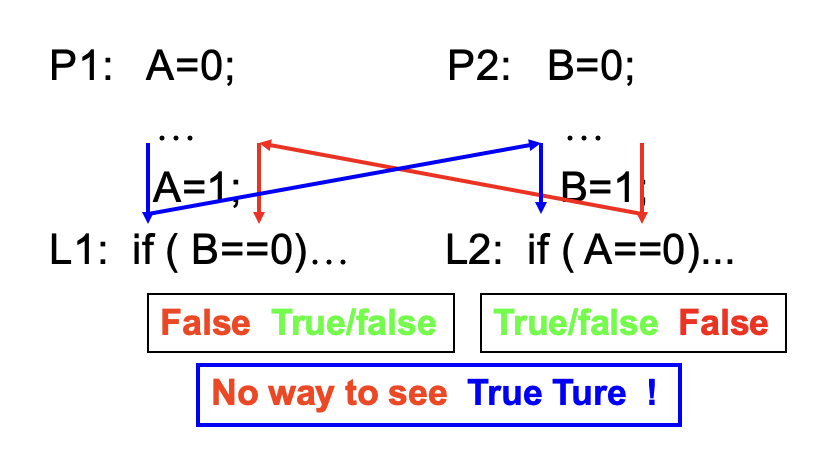 P1: A=0; P2: B=0;
… …
A=1; B=1;
L1: if ( B==0)… L2: if ( A==0)...
False True/false True/false False
No way to see True Ture !